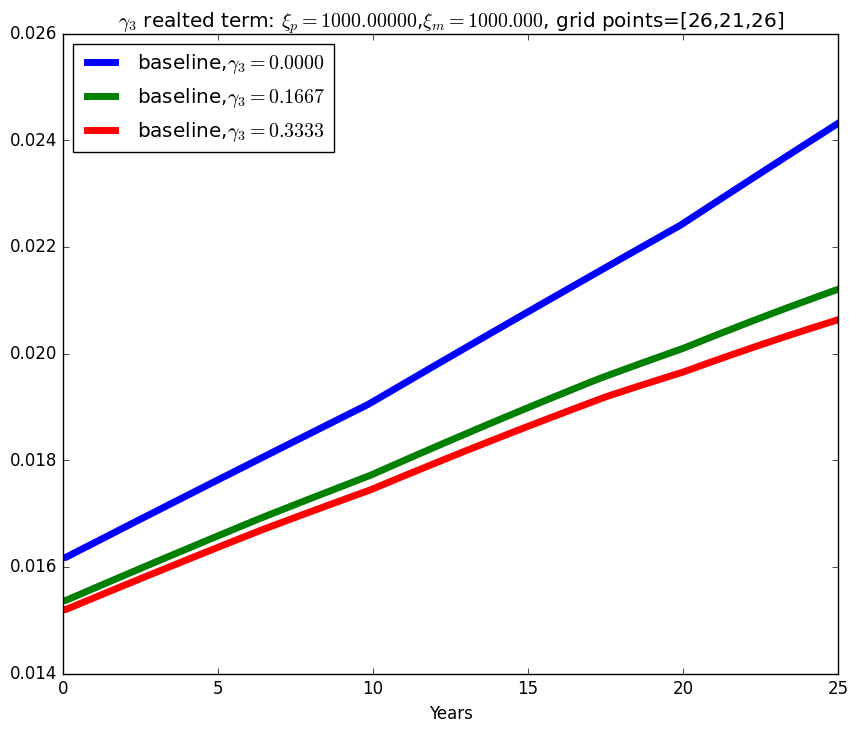 γ₃ realted term: ξₚ = 1000.00000,ξₘ = 1000.000, grid points=[26,21,26]
baseline,γ₃ = 0.0000
baseline,γ₃ = 0.1667
baseline,γ₃ = 0.3333
0.026
0.024
0.022
0.020
0.018
0.016
0.014
0 5 10 15 20 25
Years